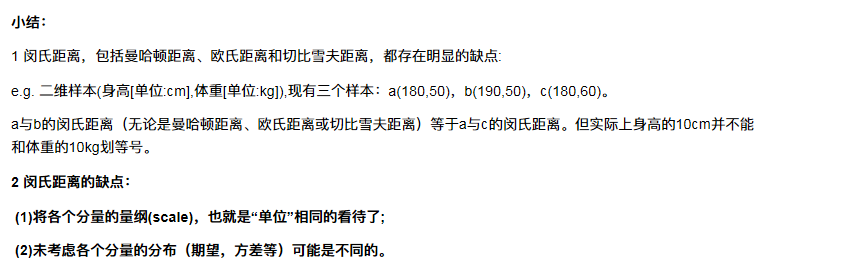 小结：
1 闵氏距离，包括曼哈顿距离、欧氏距离和切比雪夫距离，都存在明显的缺点:
e.g. 二维样本(身高[单位:cm],体重[单位:kg]),现有三个样本：a(180,50)，b(190,50)，c(180,60)。
a与b的闵氏距离（无论是曼哈顿距离、欧氏距离或切比雪夫距离）等于a与c的闵氏距离。但实际上身高的10cm并不能
和体重的10kg划等号。
2 闵氏距离的缺点：
(1)将各个分量的量纲(scale)，也就是“单位”相同的看待了;
(2)未考虑各个分量的分布（期望，方差等）可能是不同的。